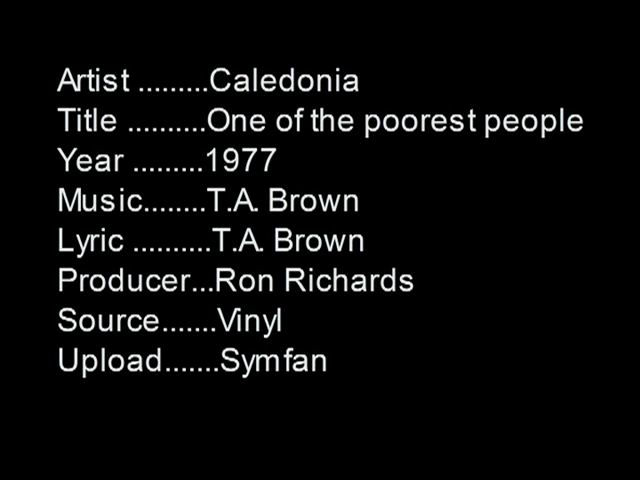 Artist .........Caledonia
Title ..........One of the poorest people
Year .........1977
Music........T.A. Brown
Lyric ..........T.A. Brown
Producer...Ron Richards
Source.......Vinyl
Upload.......Symfan